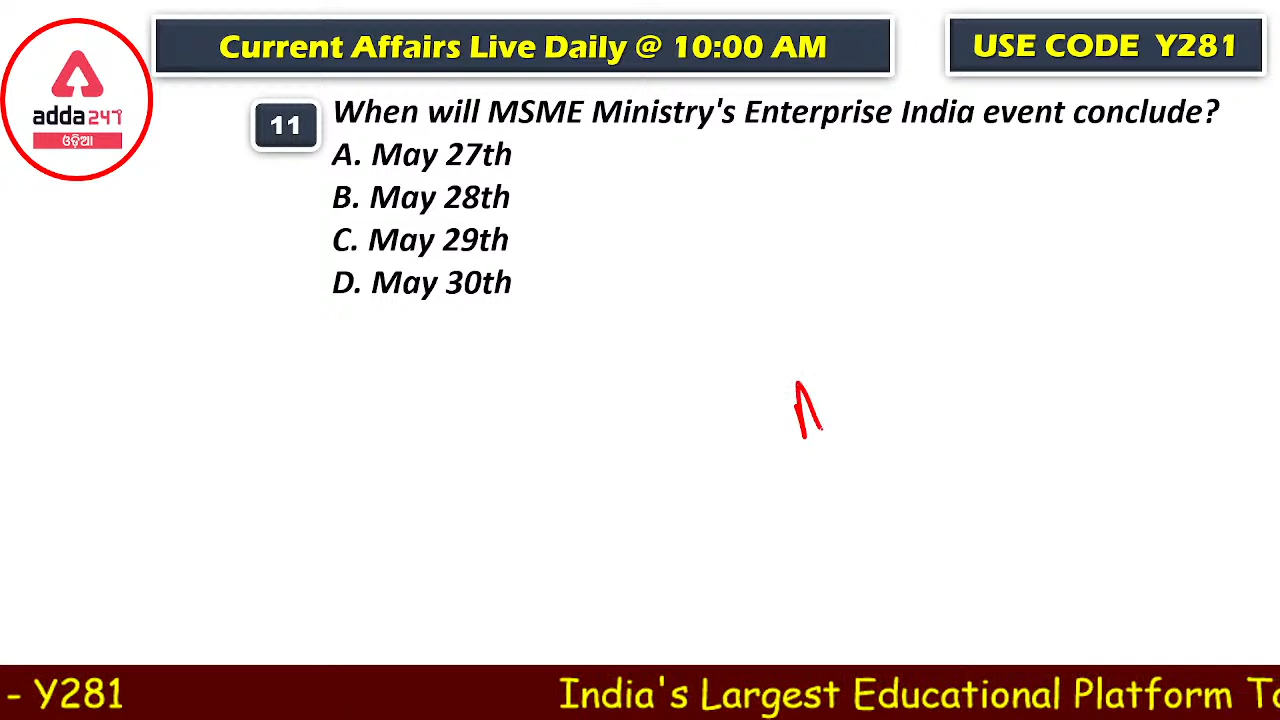 Current Affairs Live Daily @ 10:00 AM
USE CODE Y281
adda247
ଓଡ଼ିଆ
11
When will MSME Ministry's Enterprise India event conclude?
A. May 27th
B. May 28th
C. May 29th
D. May 30th
- Y281
India's Largest Educational Platform